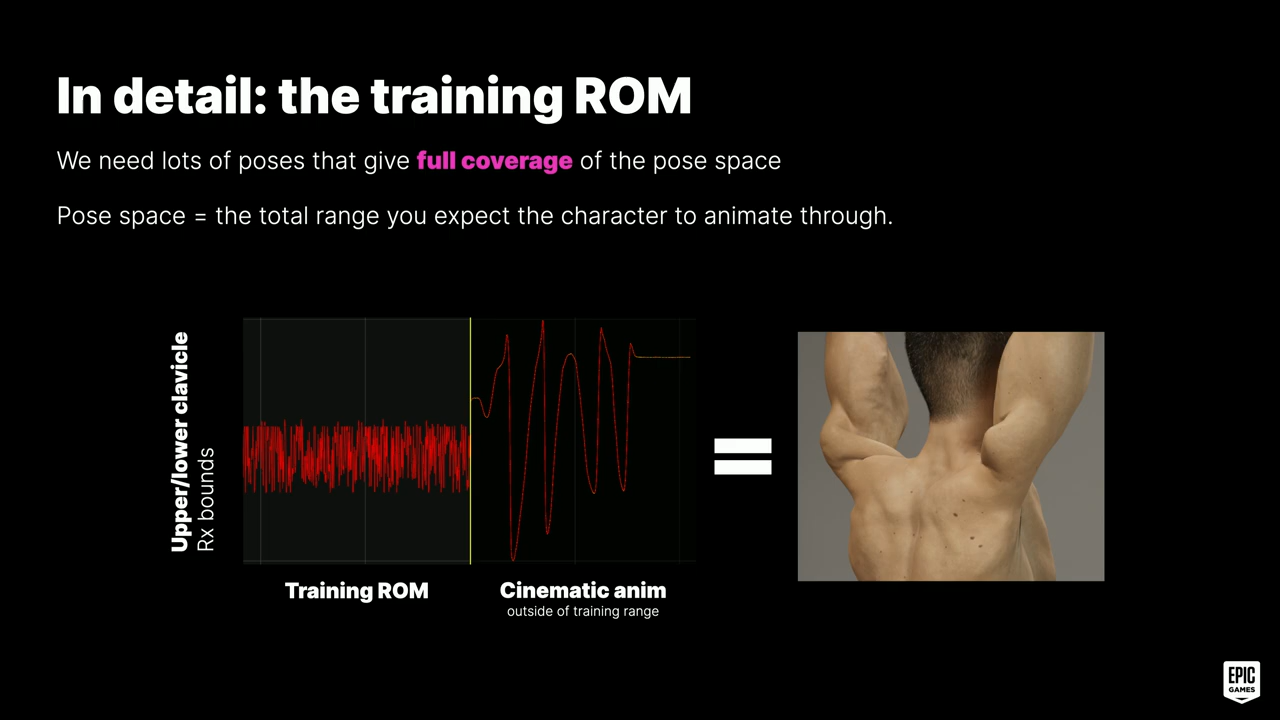 In detail: the training ROM
We need lots of poses that give full coverage of the pose space
Pose space = the total range you expect the character to animate through.
Upper/lower clavicle
Rx bounds
Training ROM
Cinematic anim
outside of training range
EPIC
GAMES